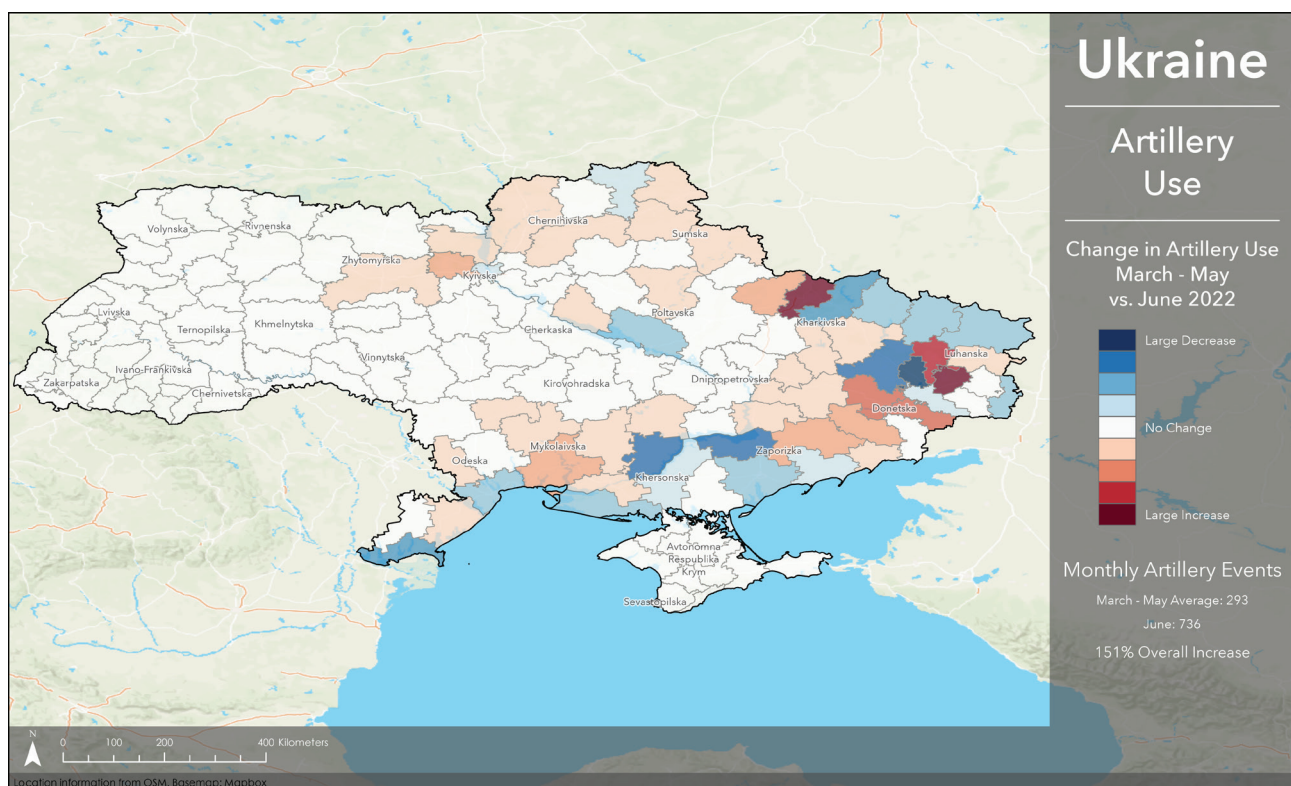 Ukraine
Artillery
Use
Change in Artillery Use
March - May
vs. June 2022
Large Decrease
No Change
Large Increase
Monthly Artillery Events
March - May Average: 293
June: 736
151% Overall Increase
Volynska
Rivnenska
Zhytomyrska
Kyivska
Chernihivska
Sumska
Lvivska
Ternopilska
Khmelnytska
Cherkaska
Poltavska
Kharkivska
Luhanska
Ivano-Frankivska
Zakarpatska
Chernivetska
Vinnytska
Kirovohradska
Dnipropetrovska
Donetska
Odeska
Mykolaivska
Zaporizka
Khersonska
Avtonomna
Respublika
Krym
Sevastopilska
N
0 100 200 400 Kilometers
Location information from OSM, Basemap: Mapbox